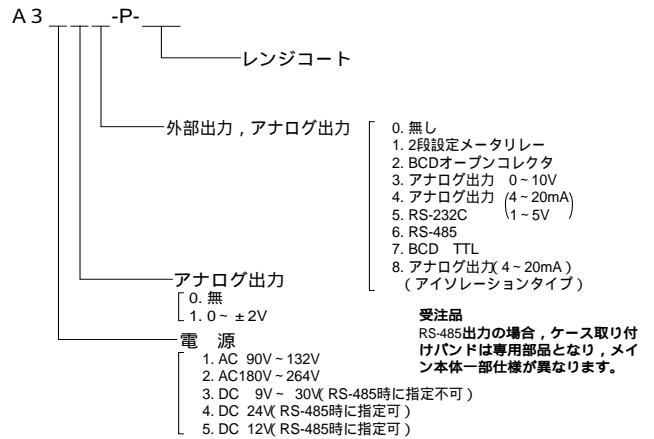 A3 __ __ __-P-__
レンジコート
外部出力，アナログ出力
0. 無し
1. 2段設定メータリレー
2. BCDオープンコレクタ
3. アナログ出力　0～10V
4. アナログ出力 (4～20mA)
5. RS-232C (1～5V)
6. RS-485
7. BCD　TTL
8. アナログ出力(4～20mA)
(アイソレーションタイプ)
アナログ出力
0. 無
1. 0～±2V
受注品
RS-485出力の場合，ケース取り付
けバンドは専用部品となり，メイ
ン本体一部仕様が異なります。
電　源
1. AC 90V～132V
2. AC180V～264V
3. DC　9V～ 30V(RS-485時に指定不可)
4. DC 24V(RS-485時に指定可)
5. DC 12V(RS-485時に指定可)